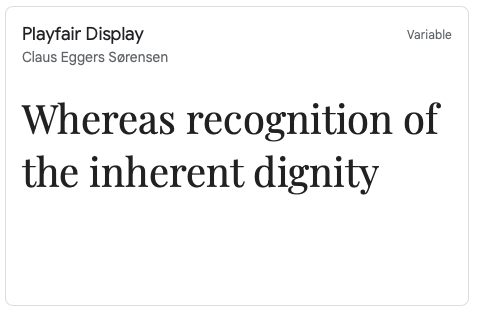 Playfair Display
Variable
Claus Eggers Sørensen
Whereas recognition of
the inherent dignity